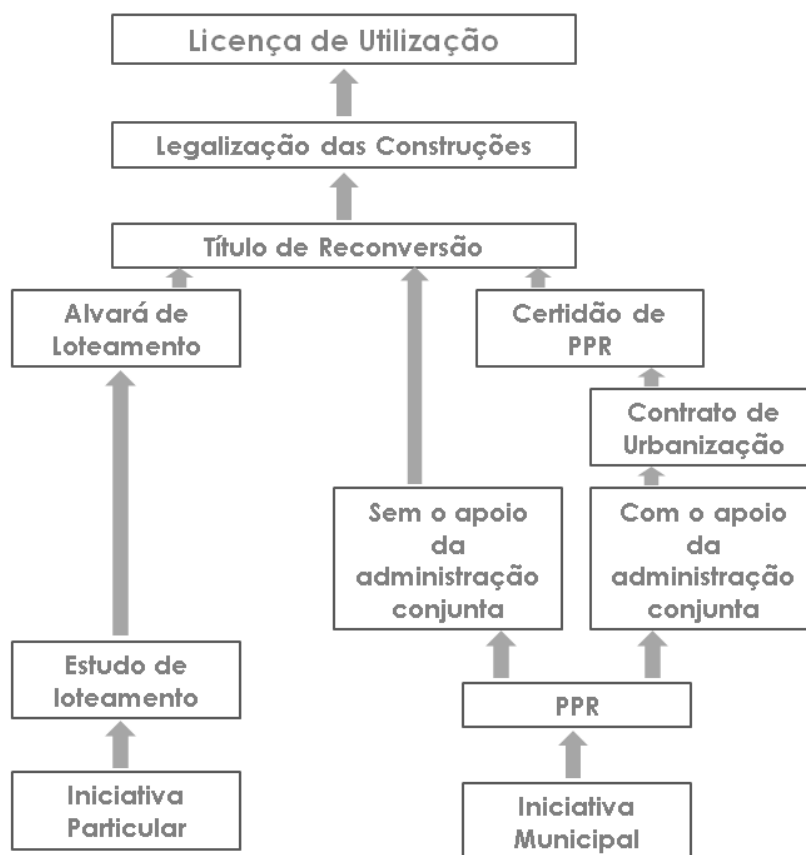 Licença de Utilização
Legalização das Construções
Título de Reconversão
Alvará de
Loteamento
Certidão de
PPR
Contrato de
Urbanização
Sem o apoio
da
administração
conjunta
Com o apoio
da
administração
conjunta
Estudo de
loteamento
PPR
Iniciativa
Particular
Iniciativa
Municipal